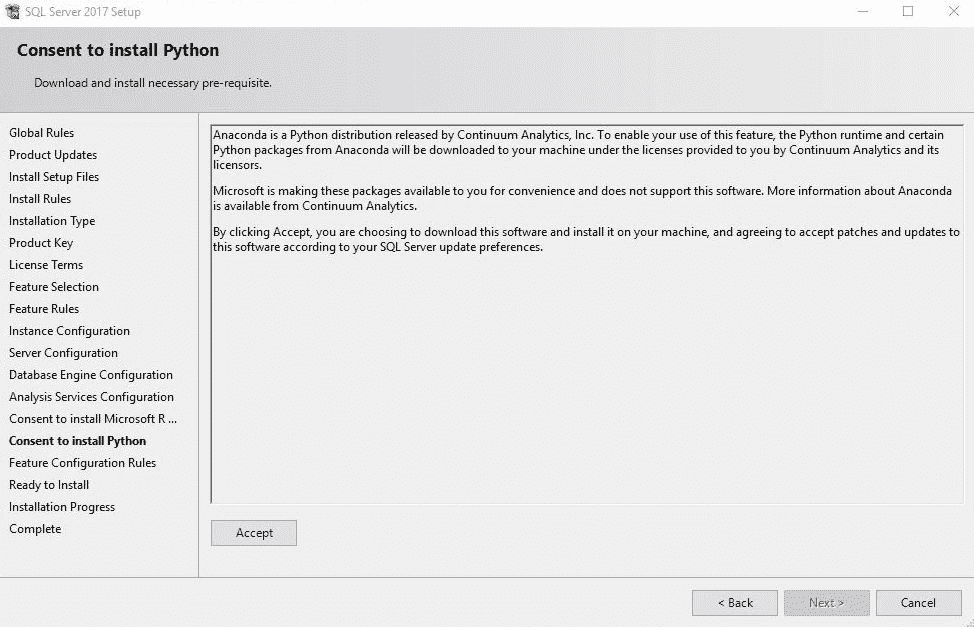 SQL Server 2017 Setup
Consent to install Python
Download and install necessary pre-requisite.
Global Rules
Product Updates
Install Setup Files
Install Rules
Installation Type
Product Key
License Terms
Feature Selection
Feature Rules
Instance Configuration
Server Configuration
Database Engine Configuration
Analysis Services Configuration
Consent to install Microsoft R ...
Consent to install Python
Feature Configuration Rules
Ready to Install
Installation Progress
Complete
Anaconda is a Python distribution released by Continuum Analytics, Inc. To enable your use of this feature, the Python runtime and certain
Python packages from Anaconda will be downloaded to your machine under the licenses provided to you by Continuum Analytics and its
licensors.
Microsoft is making these packages available to you for convenience and does not support this software. More information about Anaconda
is available from Continuum Analytics.
By clicking Accept, you are choosing to download this software and install it on your machine, and agreeing to accept patches and updates to
this software according to your SQL Server update preferences.
Accept
< Back
Next >
Cancel